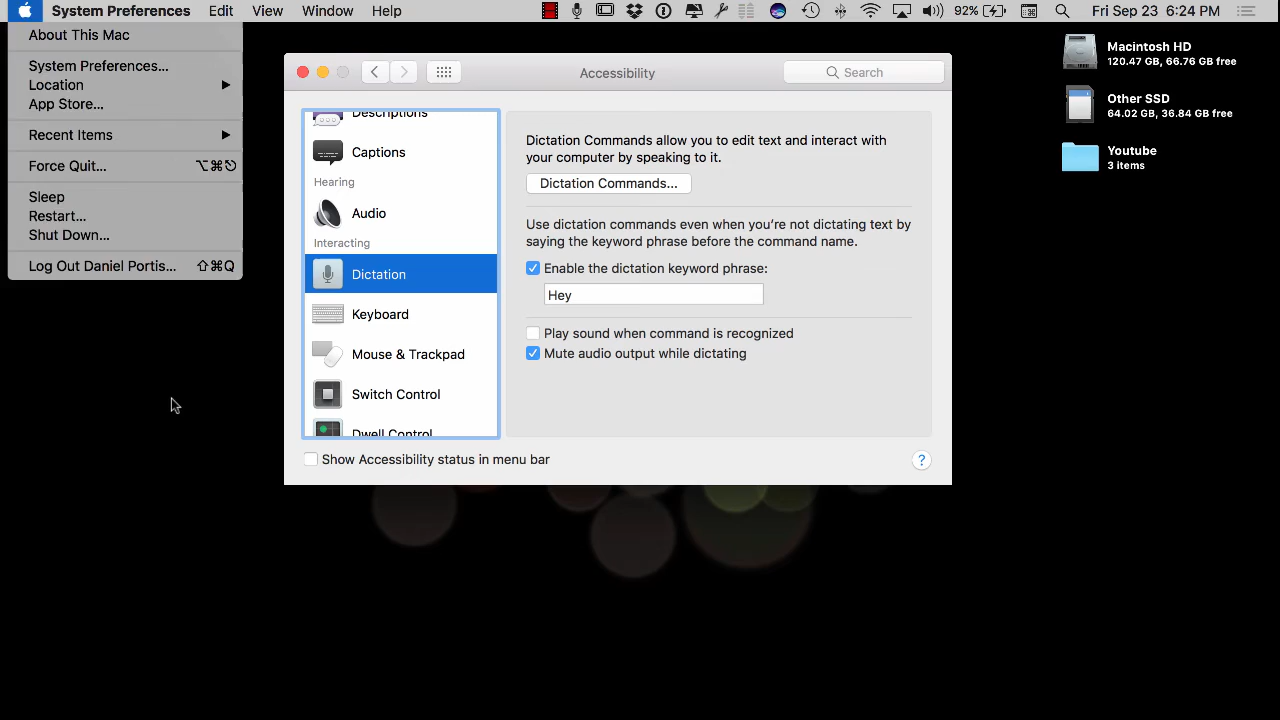 System Preferences Edit View Window Help 92% Fri Sep 23 6:24 PM
About This Mac
System Preferences...
Location
App Store...
Recent Items
Force Quit... ⌥⌘⎋
Sleep
Restart...
Shut Down...
Log Out Daniel Portis... ⇧⌘Q
Accessibility
Search
Descriptions
Captions
Hearing
Audio
Interacting
Dictation
Keyboard
Mouse & Trackpad
Switch Control
Dwell Control
Dictation Commands allow you to edit text and interact with
your computer by speaking to it.
Dictation Commands...
Use dictation commands even when you're not dictating text by
saying the keyword phrase before the command name.
Enable the dictation keyword phrase:
Hey
Play sound when command is recognized
Mute audio output while dictating
Show Accessibility status in menu bar
?
Macintosh HD
120.47 GB, 66.76 GB free
Other SSD
64.02 GB, 36.84 GB free
Youtube
3 items